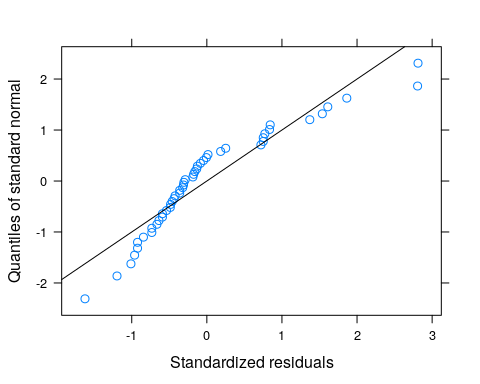 Quantiles of standard normal
2
1
0
-1
-2
-1 0 1 2 3
Standardized residuals